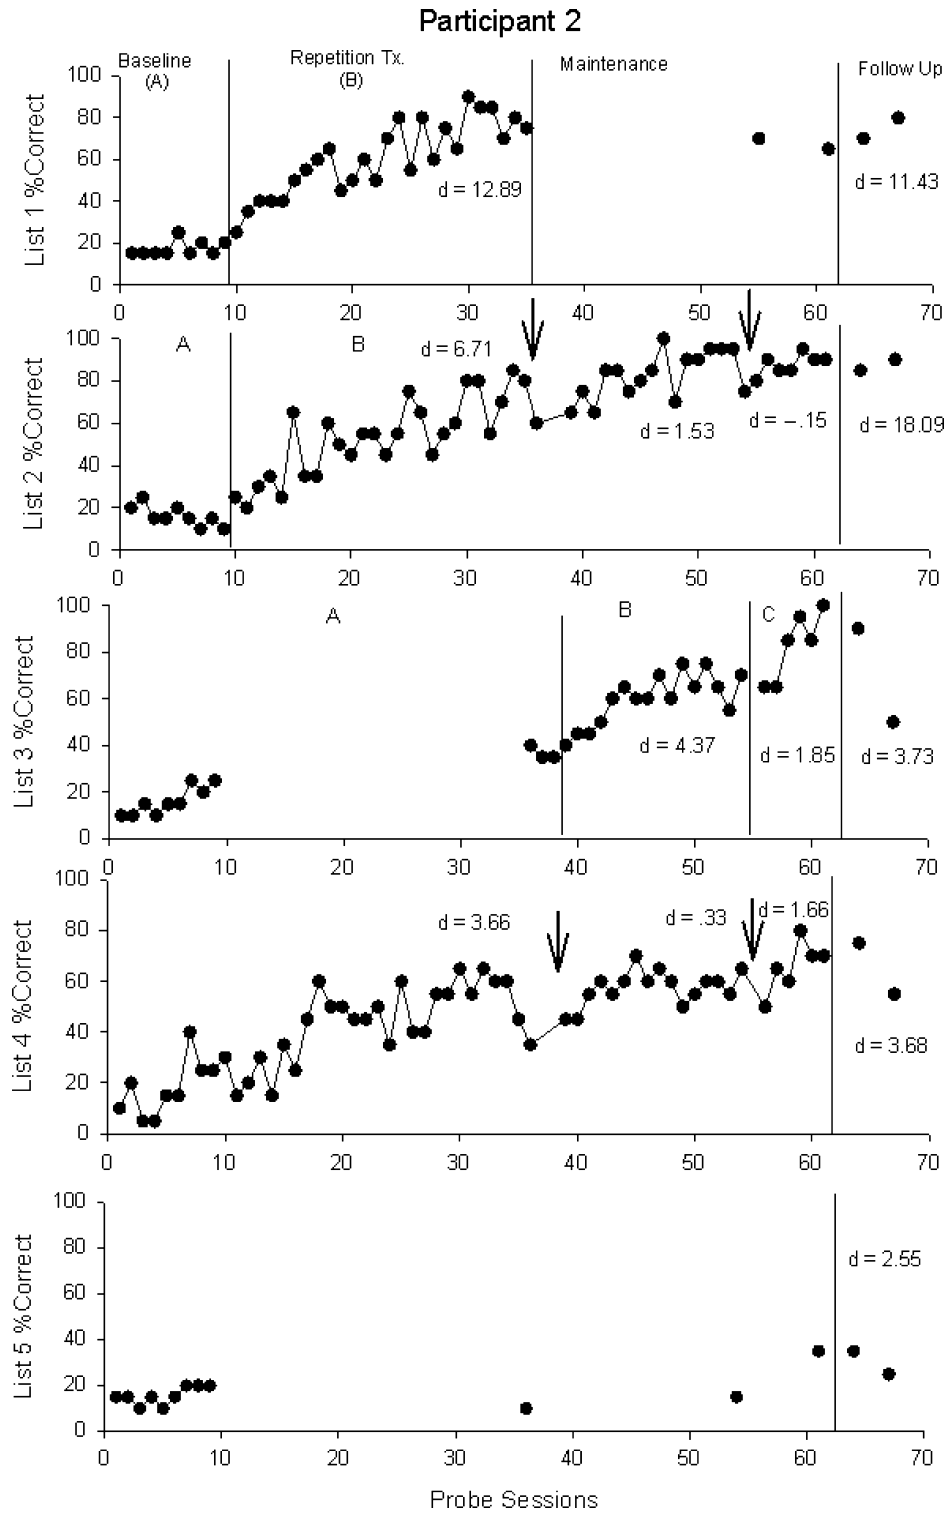 Participant 2
Baseline
(A)
Repetition Tx.
(B)
Maintenance
Follow Up
List 1 %Correct
100
80
60
40
20
0
d = 12.89
d = 11.43
0 10 20 30 40 50 60 70
List 2 %Correct
100
80
60
40
20
0
A
B
d = 6.71
d = 1.53
d = –.15
d = 18.09
0 10 20 30 40 50 60 70
List 3 %Correct
100
80
60
40
20
0
A
B
C
d = 4.37
d = 1.85
d = 3.73
0 10 20 30 40 50 60 70
List 4 %Correct
100
80
60
40
20
0
d = 3.66
d = .33
d = 1.66
d = 3.68
0 10 20 30 40 50 60 70
List 5 %Correct
100
80
60
40
20
0
d = 2.55
0 10 20 30 40 50 60 70
Probe Sessions